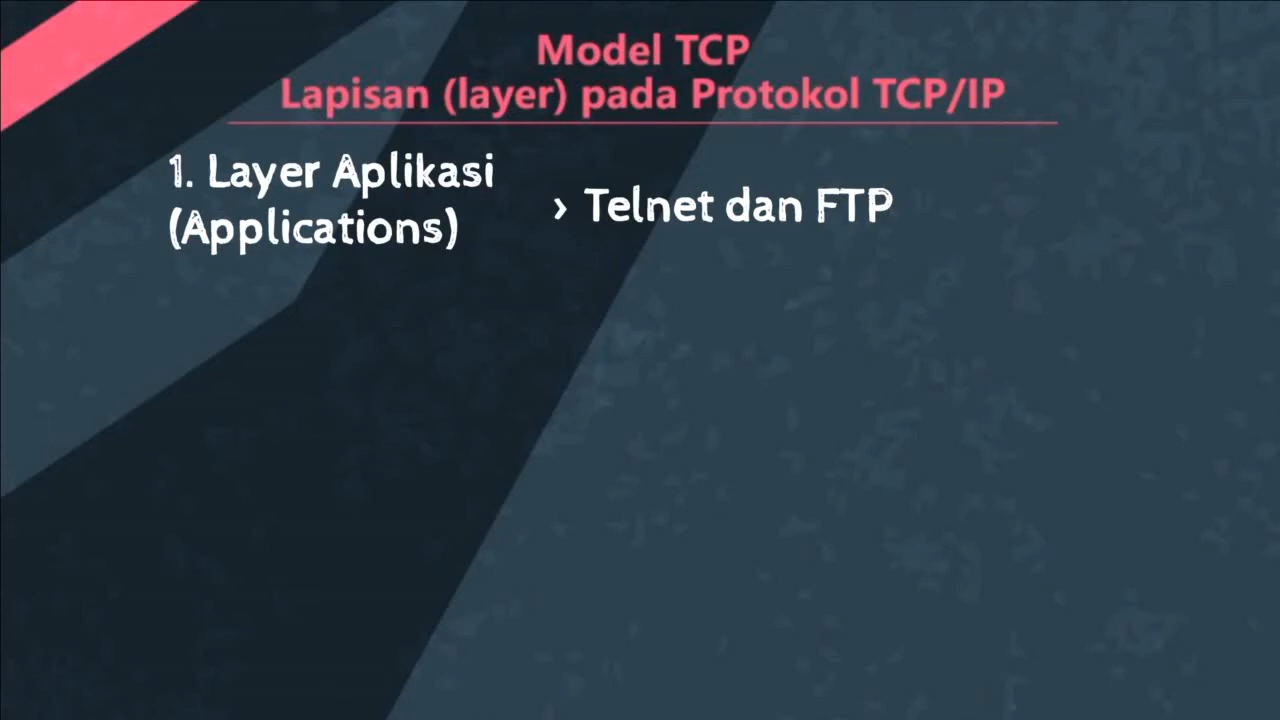 Model TCP
Lapisan (layer) pada Protokol TCP/IP
1. Layer Aplikasi
(Applications)
› Telnet dan FTP